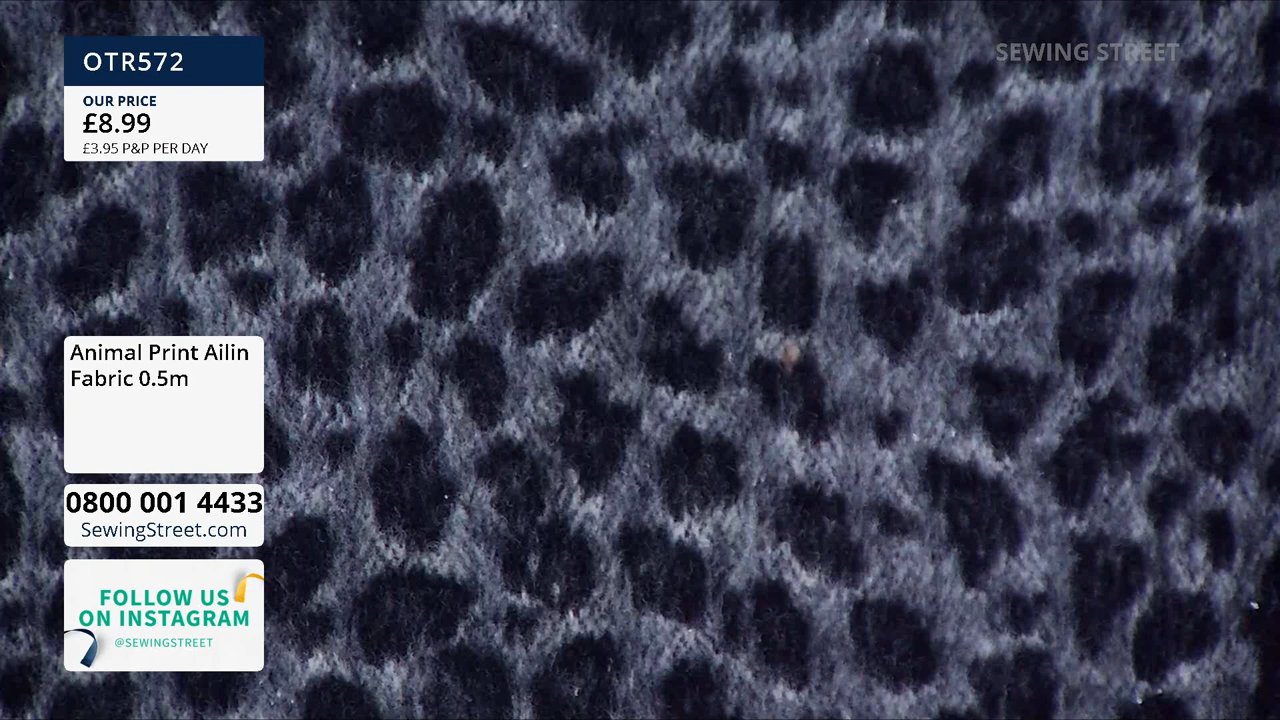 OTR572
OUR PRICE
£8.99
£3.95 P&P PER DAY
SEWING STREET
Animal Print Ailin
Fabric 0.5m
0800 001 4433
SewingStreet.com
FOLLOW US
ON INSTAGRAM
@SEWINGSTREET